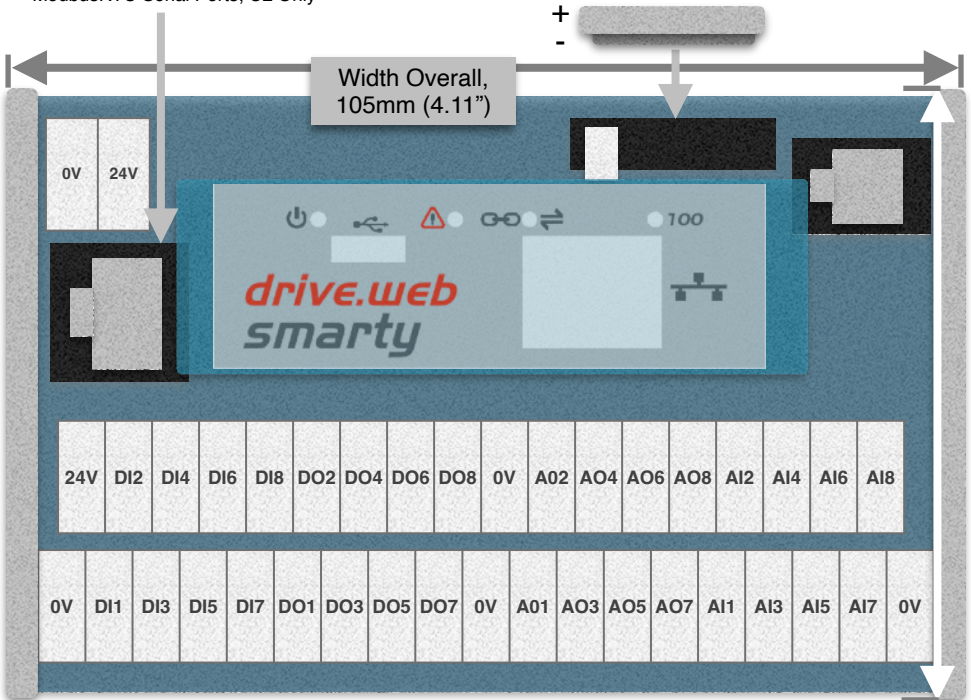 +
-
Width Overall,
105mm (4.11”)
0V 24V
100
drive.web
smarty
24V DI2 DI4 DI6 DI8 DO2 DO4 DO6 DO8 0V A02 AO4 AO6 AO8 AI2 AI4 AI6 AI8
0V DI1 DI3 DI5 DI7 DO1 DO3 DO5 DO7 0V A01 AO3 AO5 AO7 AI1 AI3 AI5 AI7 0V